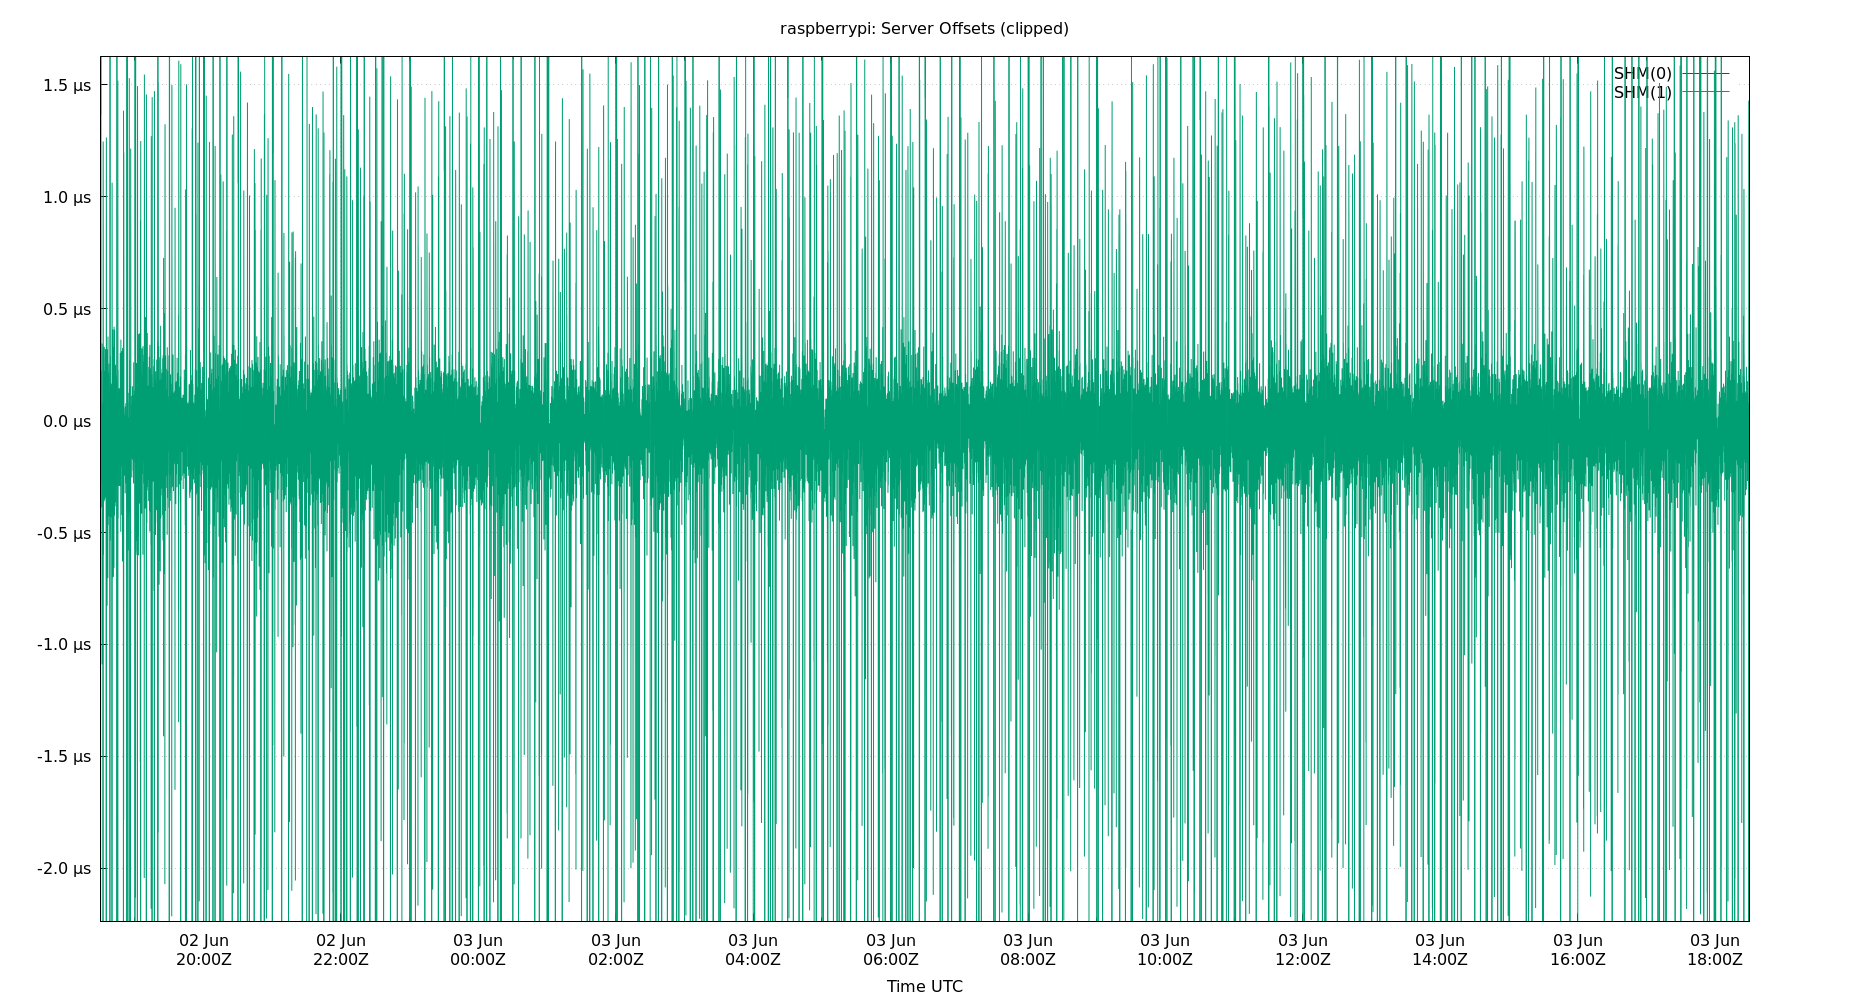 raspberrypi: Server Offsets (clipped)
SHM(0)
SHM(1)
1.5 µs
1.0 µs
0.5 µs
0.0 µs
-0.5 µs
-1.0 µs
-1.5 µs
-2.0 µs
02 Jun 02 Jun 03 Jun 03 Jun 03 Jun 03 Jun 03 Jun 03 Jun 03 Jun 03 Jun 03 Jun 03 Jun
20:00Z 22:00Z 00:00Z 02:00Z 04:00Z 06:00Z 08:00Z 10:00Z 12:00Z 14:00Z 16:00Z 18:00Z
Time UTC